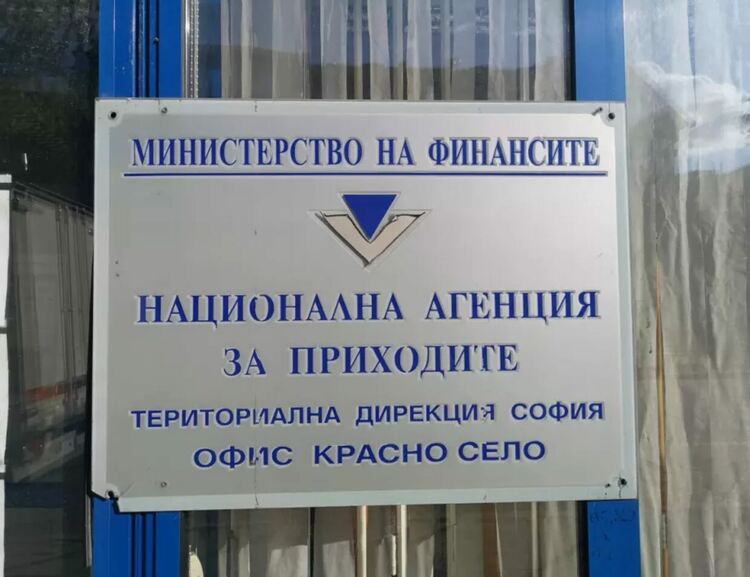 МИНИСТЕРСТВО НА ФИНАНСИТЕ
НАЦИОНАЛНА АГЕНЦИЯ
ЗА ПРИХОДИТЕ
ТЕРИТОРИАЛНА ДИРЕКЦИЯ СОФИЯ
ОФИС КРАСНО СЕЛО